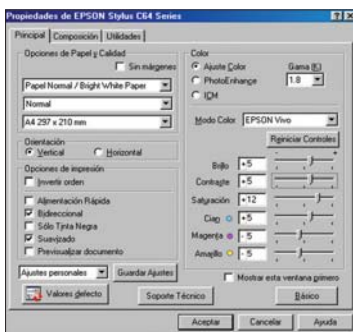 Propiedades de EPSON Stylus C64 Series
Principal
Composición
Utilidades
Opciones de Papel y Calidad
Sin márgenes
Papel Normal / Bright White Paper
Normal
A4 297 x 210 mm
Orientación
Vertical
Horizontal
Opciones de impresión
Invertir orden
Alimentación Rápida
Bidireccional
Sólo Tinta Negra
Suavizado
Previsualizar documento
Ajustes personales
Guardar Ajustes
Color
Ajuste Color
PhotoEnhance
ICM
Gama (K)
1.8
Modo Color
EPSON Vivo
Reiniciar Controles
Brillo +5
Contraste +5
Saturación +12
Cian +5
Magenta - 5
Amarillo - 5
Mostrar esta ventana primero
Valores defecto
Soporte Técnico
Básico
Aceptar
Cancelar
Ayuda